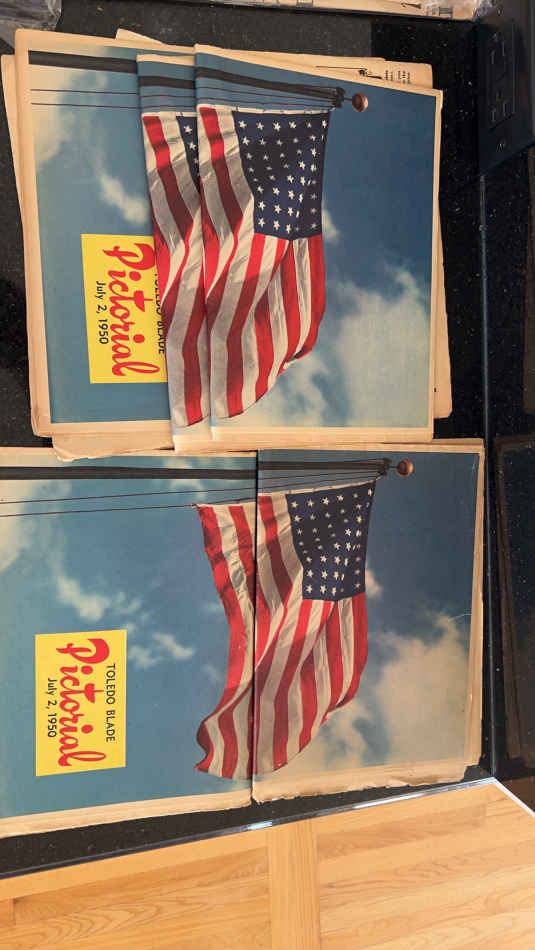 TOLEDO BLADE
Pictorial
July 2, 1950
TOLEDO BLADE
Pictorial
July 2, 1950